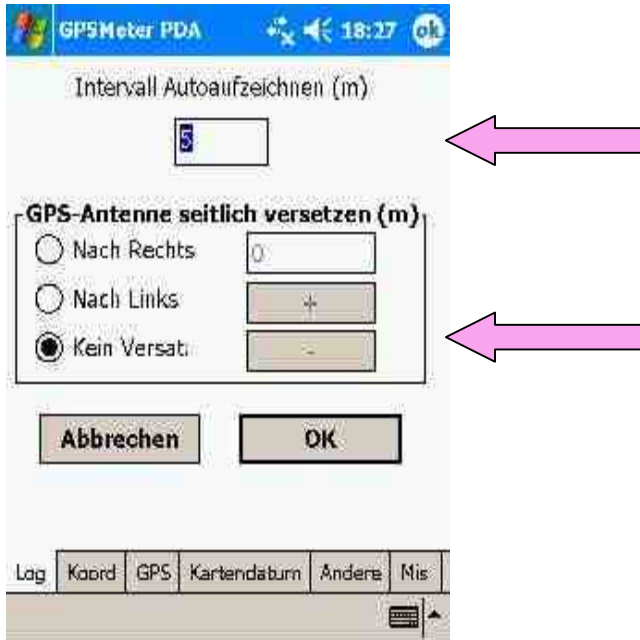 GPSMeter PDA 18:27 ok
Intervall Autoaufzeichnen (m)
5
GPS-Antenne seitlich versetzen (m)
Nach Rechts 0
Nach Links +
Kein Versat. -
Abbrechen OK
Log Koord GPS Kartendatum Andere Mis